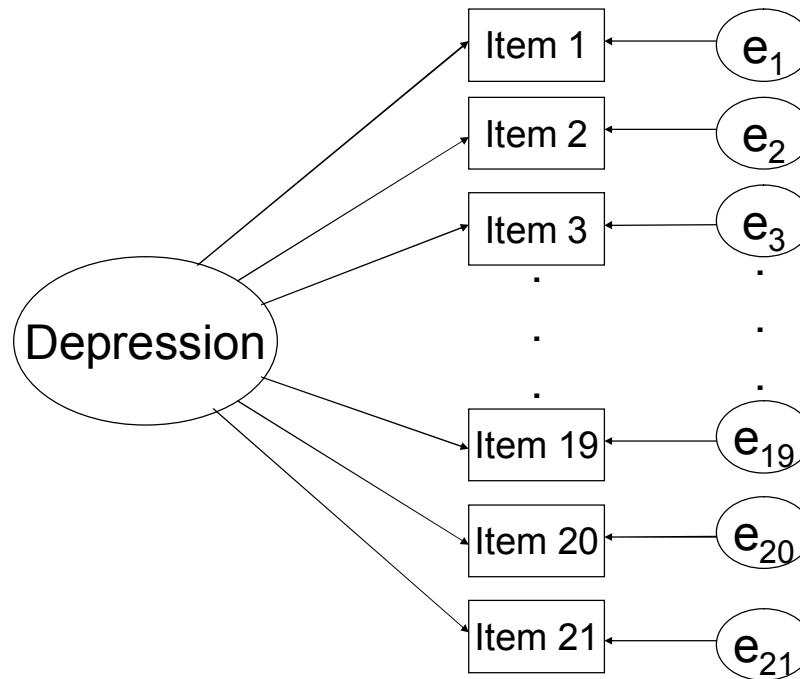 Item 1
e1
Item 2
e2
Item 3
e3
Depression
Item 19
e19
Item 20
e20
Item 21
e21